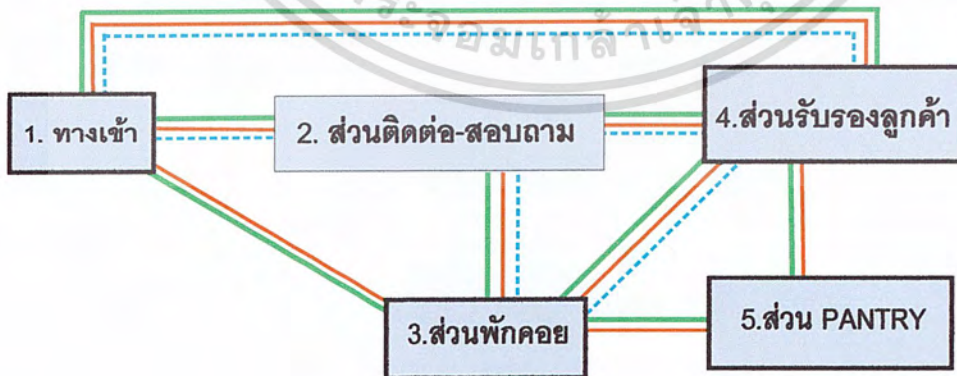 1. ทางเข้า
2. ส่วนติดต่อ-สอบถาม
4.ส่วนรับรองลูกค้า
3.ส่วนพักคอย
5.ส่วน PANTRY